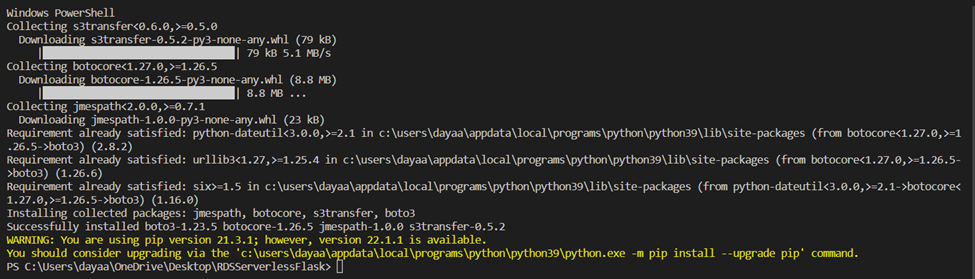 Windows PowerShell
Collecting s3transfer<0.6.0,>=0.5.0
  Downloading s3transfer-0.5.2-py3-none-any.whl (79 kB)
     |████████████████████████████████| 79 kB 5.1 MB/s
Collecting botocore<1.27.0,>=1.26.5
  Downloading botocore-1.26.5-py3-none-any.whl (8.8 MB)
     |████████████████████████████████| 8.8 MB ...
Collecting jmespath<2.0.0,>=0.7.1
  Downloading jmespath-1.0.0-py3-none-any.whl (23 kB)
Requirement already satisfied: python-dateutil<3.0.0,>=2.1 in c:\users\dayaa\appdata\local\programs\python\python39\lib\site-packages (from botocore<1.27.0,>=1
.26.5->boto3) (2.8.2)
Requirement already satisfied: urllib3<1.27,>=1.25.4 in c:\users\dayaa\appdata\local\programs\python\python39\lib\site-packages (from botocore<1.27.0,>=1.26.5-
>boto3) (1.26.6)
Requirement already satisfied: six>=1.5 in c:\users\dayaa\appdata\local\programs\python\python39\lib\site-packages (from python-dateutil<3.0.0,>=2.1->botocore<
1.27.0,>=1.26.5->boto3) (1.16.0)
Installing collected packages: jmespath, botocore, s3transfer, boto3
Successfully installed boto3-1.23.5 botocore-1.26.5 jmespath-1.0.0 s3transfer-0.5.2
WARNING: You are using pip version 21.3.1; however, version 22.1.1 is available.
You should consider upgrading via the 'c:\users\dayaa\appdata\local\programs\python\python39\python.exe -m pip install --upgrade pip' command.
PS C:\Users\dayaa\OneDrive\Desktop\RDSServerlessFlask>